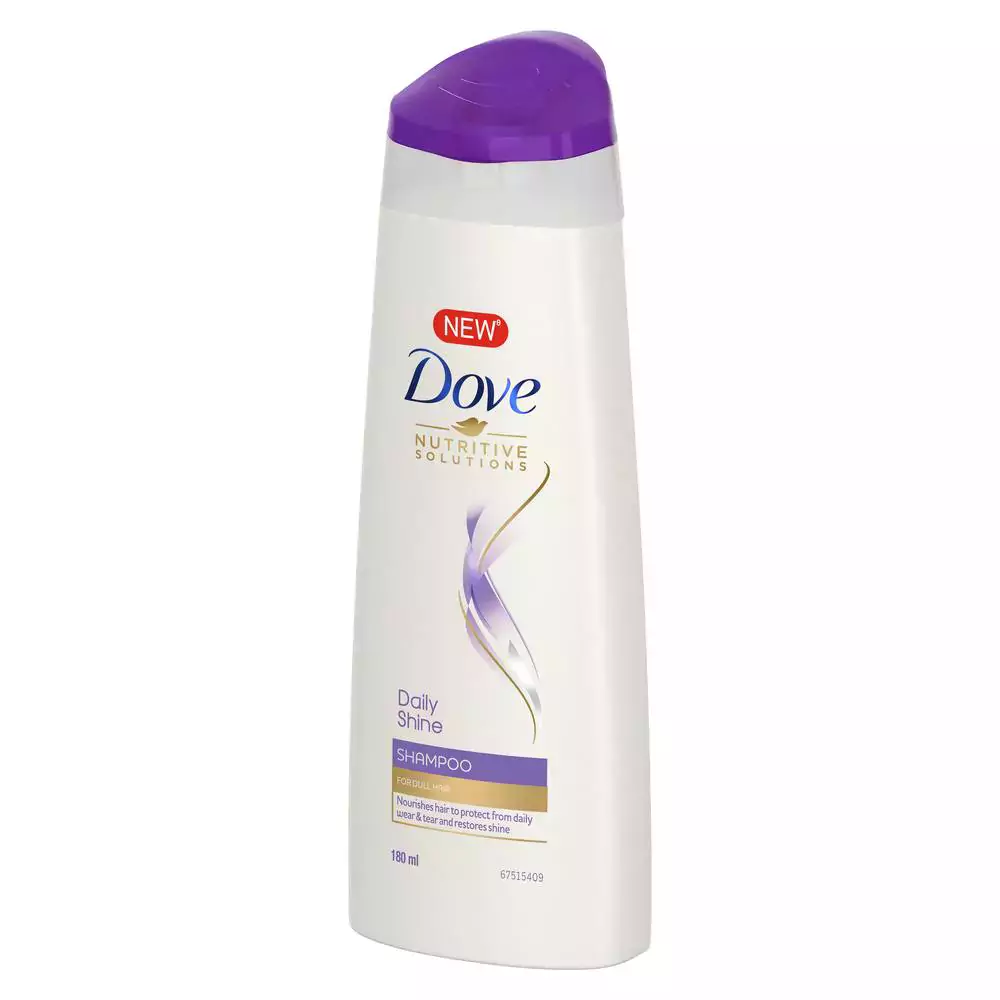 NEW®
Dove
NUTRITIVE
SOLUTIONS
Daily
Shine
SHAMPOO
FOR DULL HAIR
Nourishes hair to protect from daily
wear & tear and restores shine
180 ml
67515409